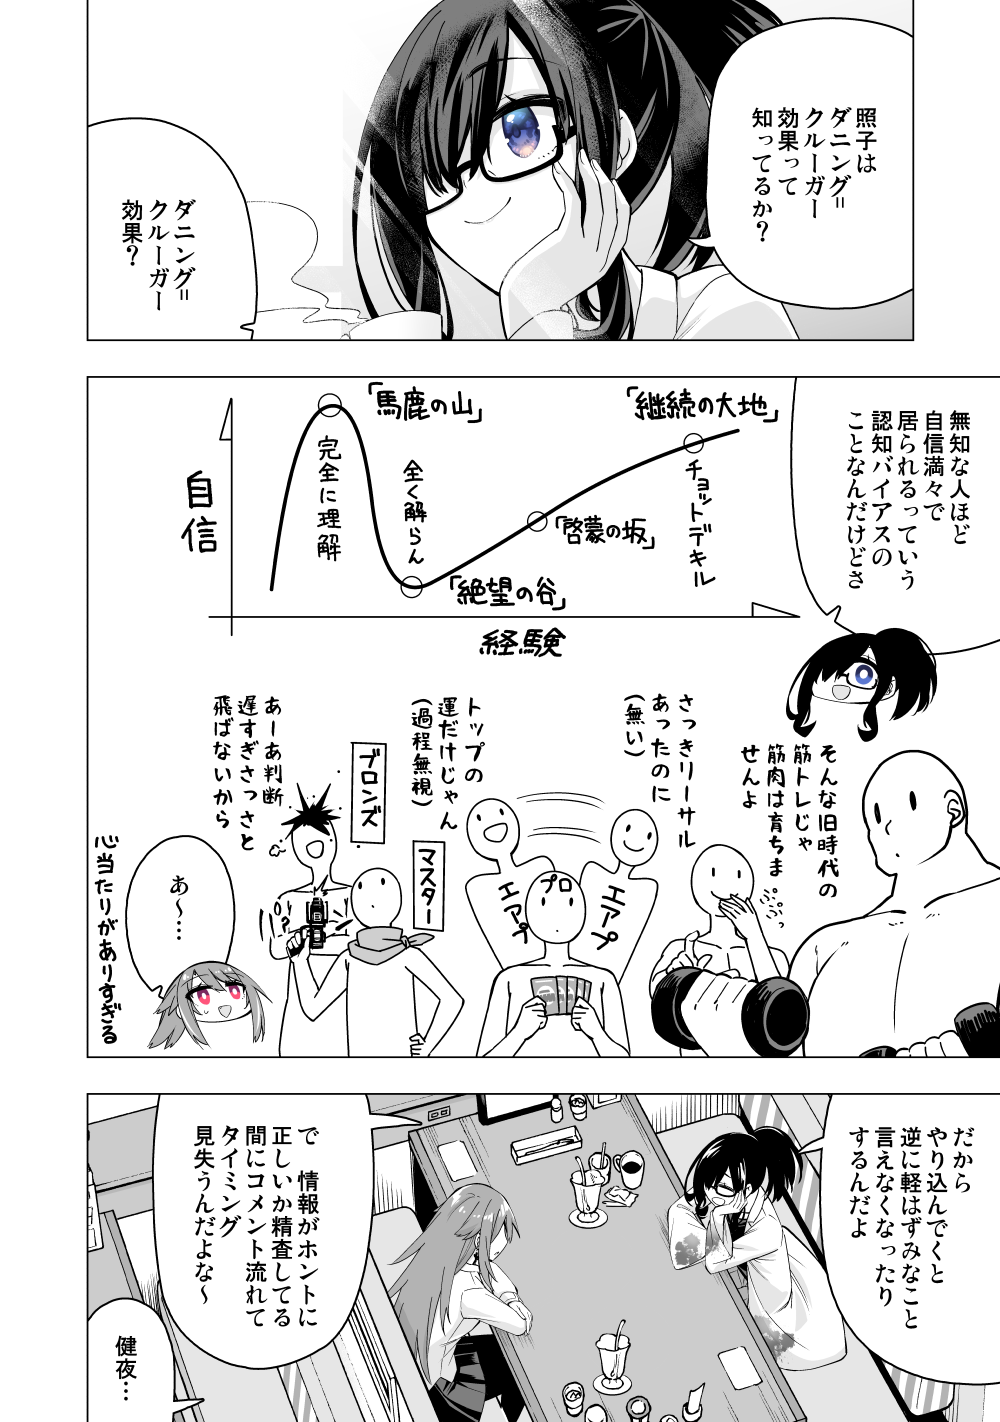 照子は
ダニング=
クルーガー
効果って
知ってるか？
ダニング=
クルーガー
効果？
無知な人ほど
自信満々で
居られるっていう
認知バイアスの
ことなんだけどさ
「継続の大地」
チョットデキル
「啓蒙の坂」
「馬鹿の山」
全く解らん
「絶望の谷」
完全に理解
自信
経験
そんな旧時代の
筋トレじゃ
筋肉は育ちま
せんよ
さっきリーサル
あったのに
（無い）
エアプ
プロ
エアプ
トップの
運だけじゃん
（過程無視）
マスター
ブロンズ
あーあ判断
遅すぎさっさと
飛ばないから
あ〜…
心当たりがありすぎる
だから
やり込んでくと
逆に軽はずみなこと
言えなくなったり
するんだよ
で　情報がホントに
正しいか精査してる
間にコメント流れて
タイミング
見失うんだよな〜
健夜…